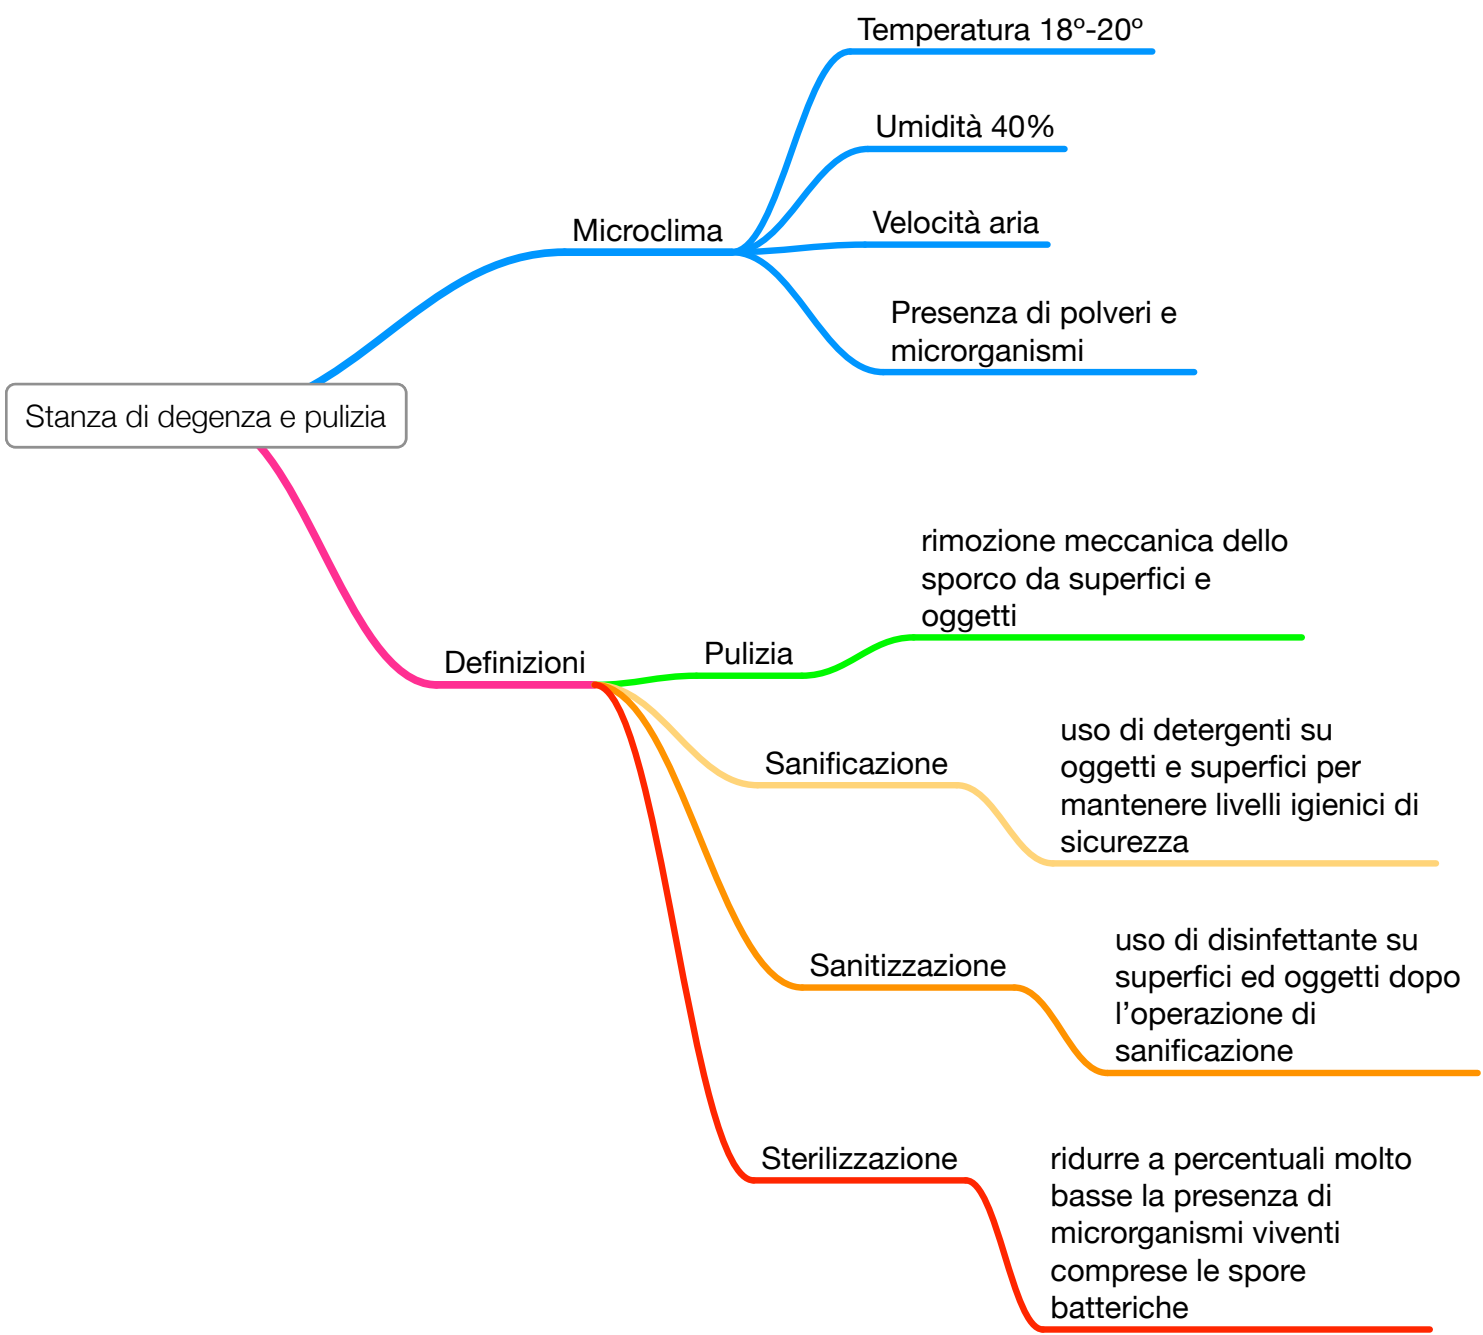 Stanza di degenza e pulizia
Microclima
Temperatura 18º-20º
Umidità 40%
Velocità aria
Presenza di polveri e
microrganismi
Definizioni
Pulizia
rimozione meccanica dello
sporco da superfici e
oggetti
Sanificazione
uso di detergenti su
oggetti e superfici per
mantenere livelli igienici di
sicurezza
Sanitizzazione
uso di disinfettante su
superfici ed oggetti dopo
l’operazione di
sanificazione
Sterilizzazione
ridurre a percentuali molto
basse la presenza di
microrganismi viventi
comprese le spore
batteriche